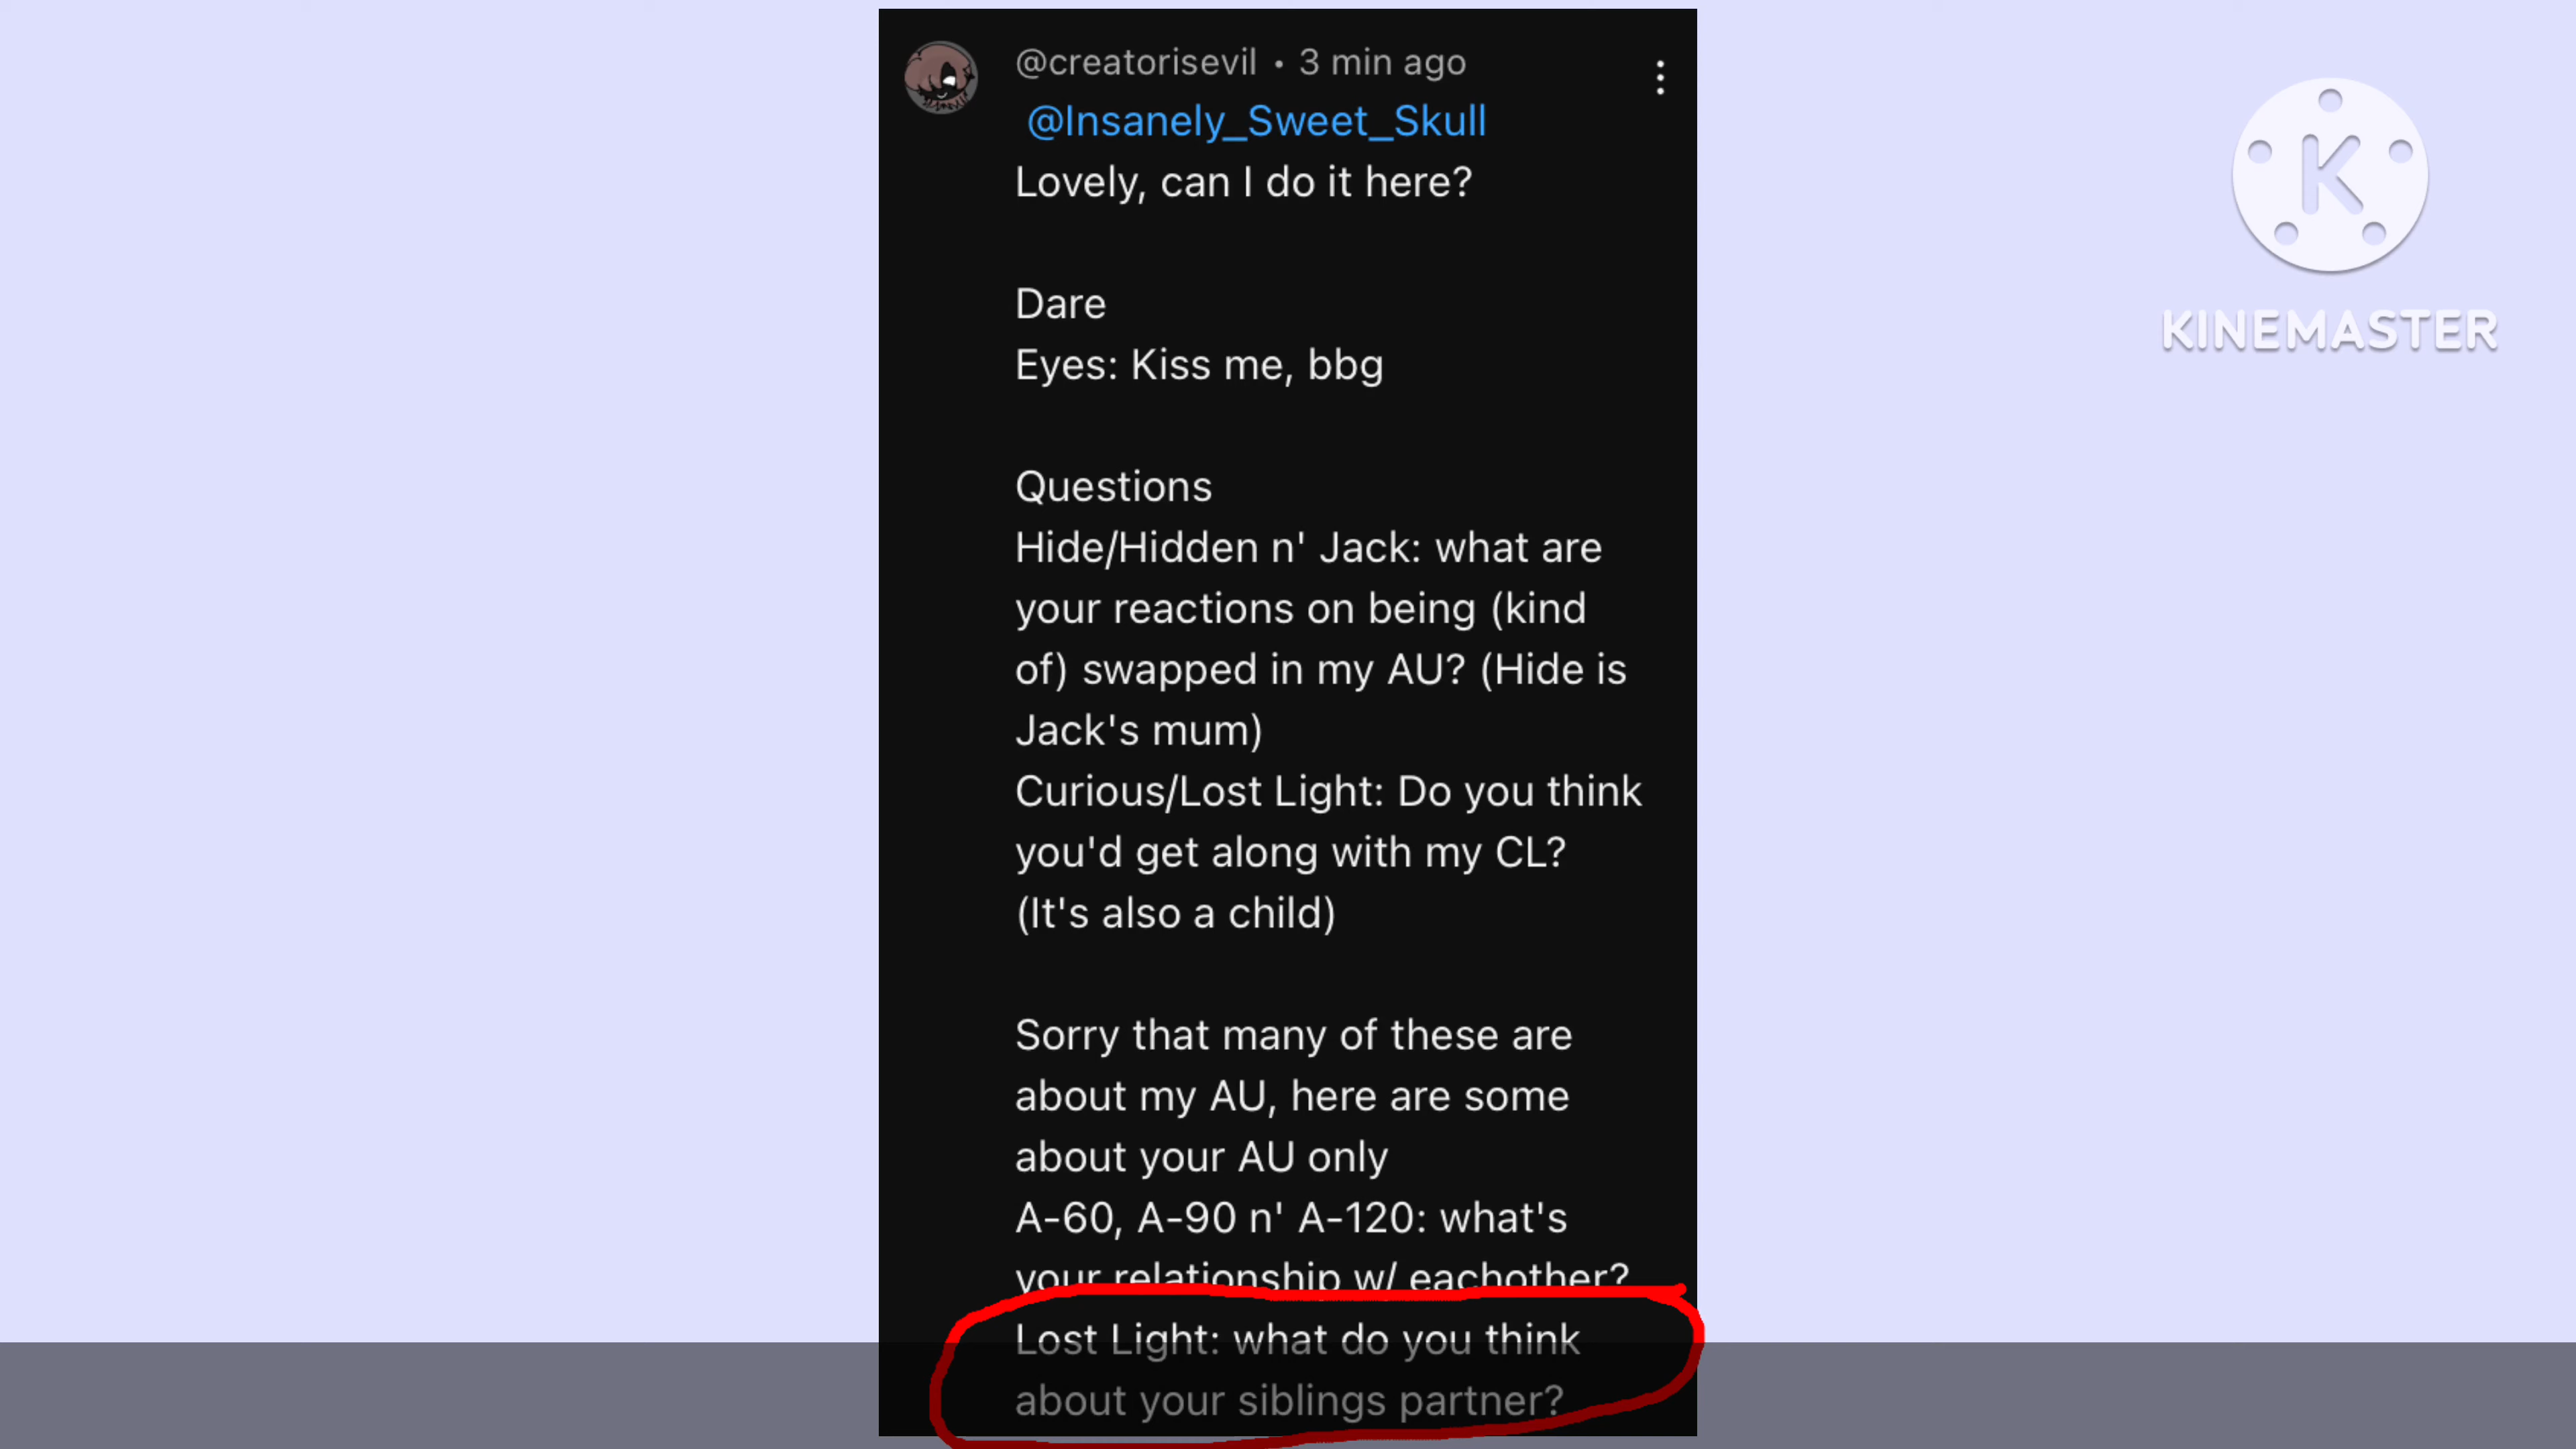 @creatorisevil • 3 min ago
@Insanely_Sweet_Skull
Lovely, can I do it here?
Dare
Eyes: Kiss me, bbg
Questions
Hide/Hidden n' Jack: what are
your reactions on being (kind
of) swapped in my AU? (Hide is
Jack's mum)
Curious/Lost Light: Do you think
you'd get along with my CL?
(It's also a child)
Sorry that many of these are
about my AU, here are some
about your AU only
A-60, A-90 n' A-120: what's
your relationship w/ eachother?
Lost Light: what do you think
about your siblings partner?
K
KINEMASTER